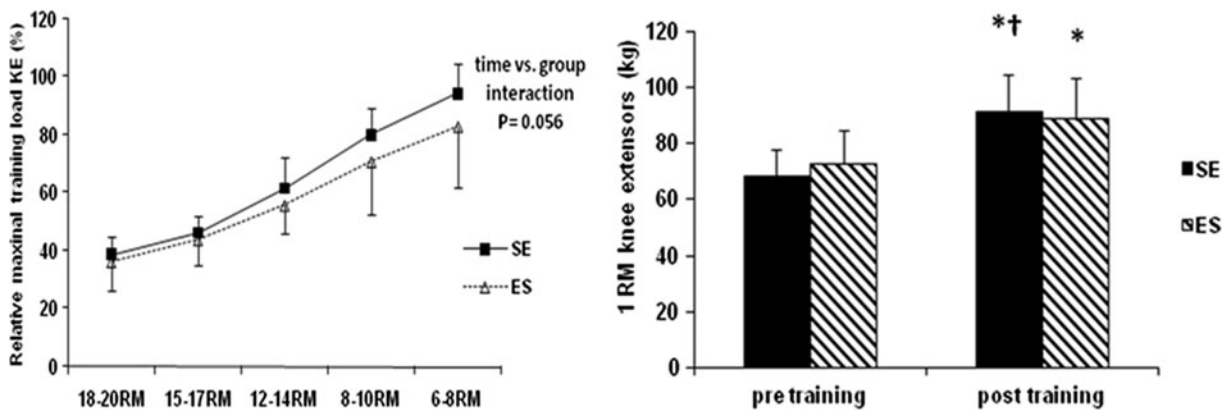 Relative maxinal training load KE (%)
120
100
80
60
40
20
0
time vs. group
interaction
P= 0.056
SE
ES
18-20RM 15-17RM 12-14RM 8-10RM 6-8RM
1 RM knee extensors (kg)
120
100
80
60
40
20
0
*† *
SE
ES
pre training post training